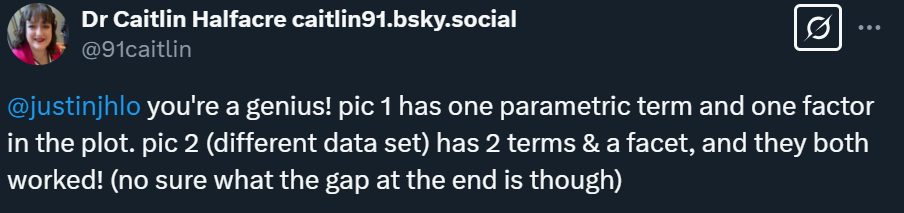 Dr Caitlin Halfacre caitlin91.bsky.social
@91caitlin
@justinjhlo you're a genius! pic 1 has one parametric term and one factor
in the plot. pic 2 (different data set) has 2 terms & a facet, and they both
worked! (no sure what the gap at the end is though)